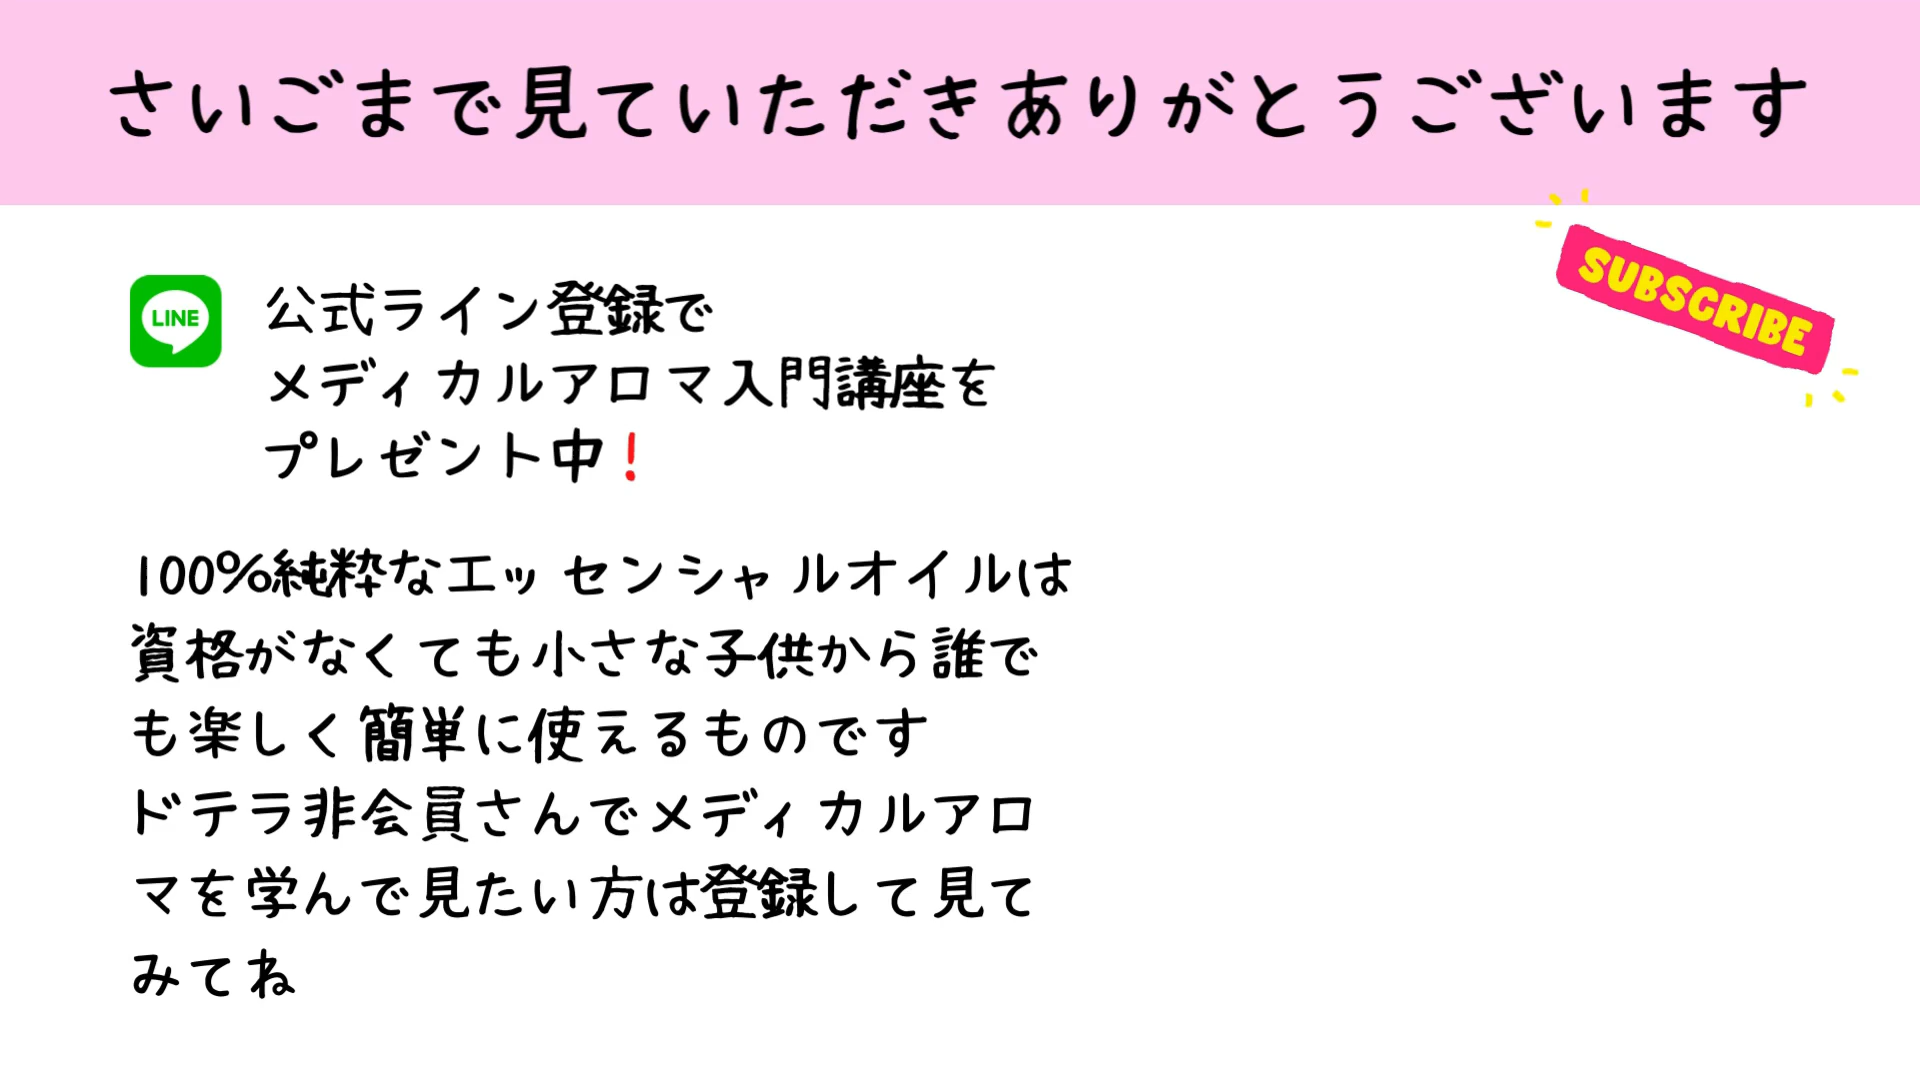 さいごまで見ていただきありがとうございます
SUBSCRIBE
LINE
公式ライン登録で
メディカルアロマ入門講座を
プレゼント中❗
100%純粋なエッセンシャルオイルは
資格がなくても小さな子供から誰で
も楽しく簡単に使えるものです
ドテラ非会員さんでメディカルアロ
マを学んで見たい方は登録して見て
みてね